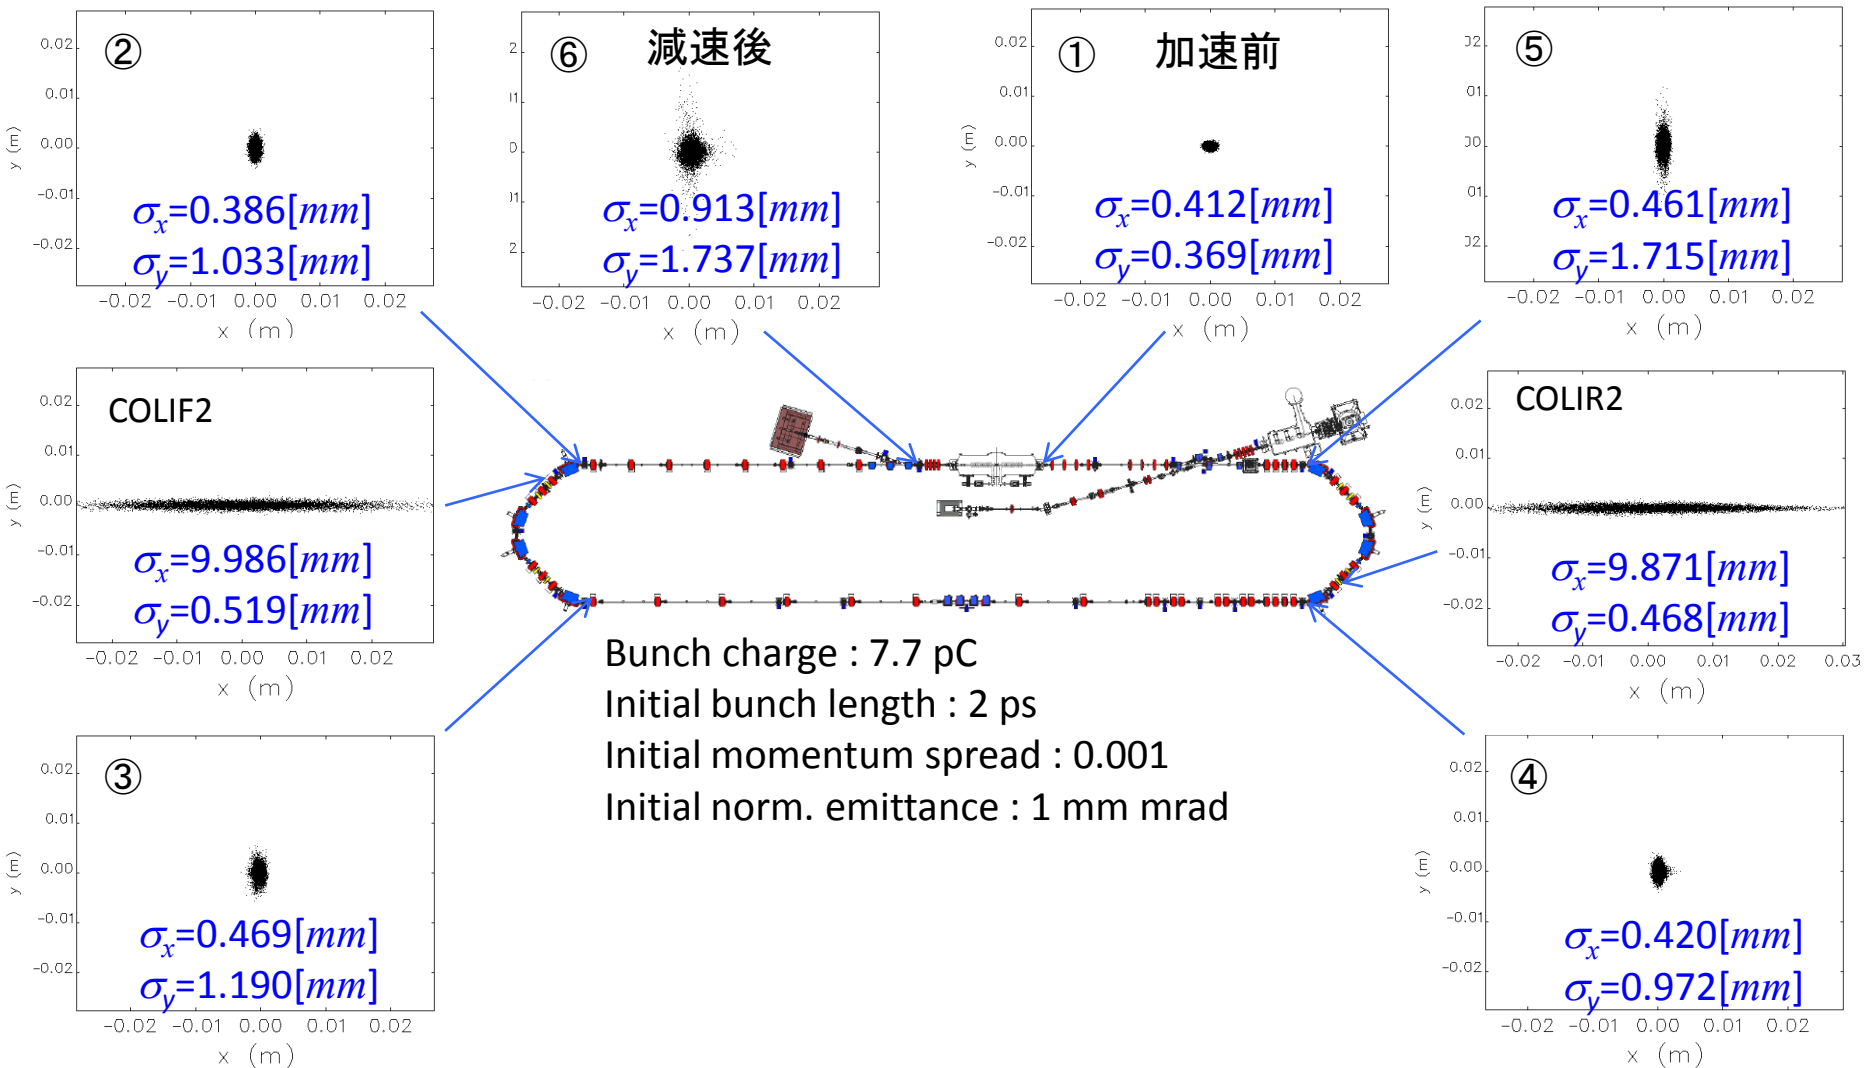 ②
0.02
0.01
0.00
-0.01
-0.02
y (m)
σx=0.386[mm]
σy=1.033[mm]
-0.02 -0.01 0.00 0.01 0.02
x (m)
⑥ 減速後
2
01
0
01
2
σx=0.913[mm]
σy=1.737[mm]
-0.02 -0.01 0.00 0.01 0.02
x (m)
① 加速前
0.02
0.01
0.00
-0.01
-0.02
y (m)
σx=0.412[mm]
σy=0.369[mm]
-0.02 -0.01 0.00 0.01 0.02
x (m)
⑤
02
01
00
01
02
σx=0.461[mm]
σy=1.715[mm]
-0.02 -0.01 0.00 0.01 0.02
x (m)
COLIF2
0.02
0.01
0.00
-0.01
-0.02
y (m)
σx=9.986[mm]
σy=0.519[mm]
-0.02 -0.01 0.00 0.01 0.02
x (m)
COLIR2
0.02
0.01
0.00
-0.01
-0.02
y (m)
σx=9.871[mm]
σy=0.468[mm]
-0.02 -0.01 0.00 0.01 0.02 0.03
x (m)
Bunch charge : 7.7 pC
Initial bunch length : 2 ps
Initial momentum spread : 0.001
Initial norm. emittance : 1 mm mrad
③
0.02
0.01
0.00
-0.01
-0.02
y (m)
σx=0.469[mm]
σy=1.190[mm]
-0.02 -0.01 0.00 0.01 0.02
x (m)
④
0.02
0.01
0.00
-0.01
-0.02
y (m)
σx=0.420[mm]
σy=0.972[mm]
-0.02 -0.01 0.00 0.01 0.02
x (m)